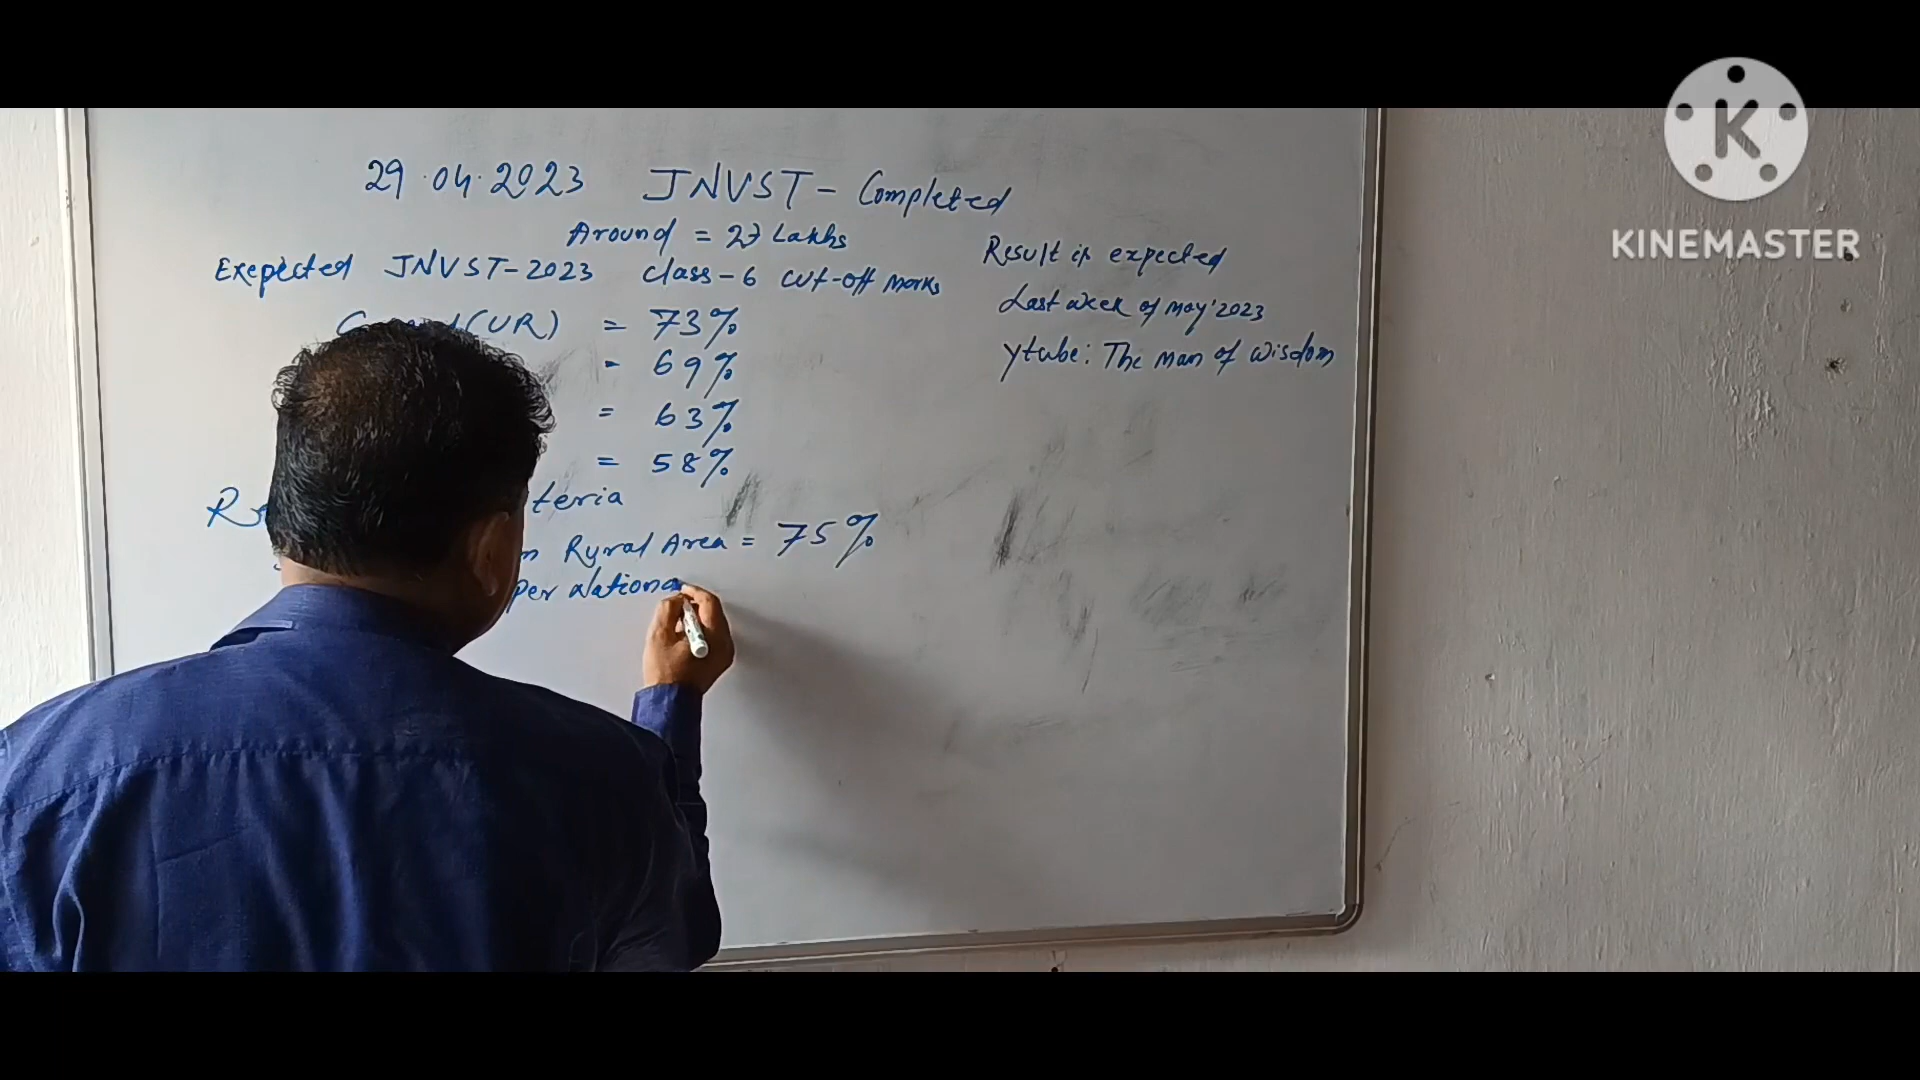 29.04.2023 JNVST - Completed
Around = 27 Lakhs
Exepected JNVST-2023 Class-6 cut-off marks
(UR) = 73%
= 69%
= 63%
= 58%
teria
Rural Area = 75%
Per Nationa
Result is expected
Last week of may'2023
Ytube: The Man of wisdom
K
KINEMASTER